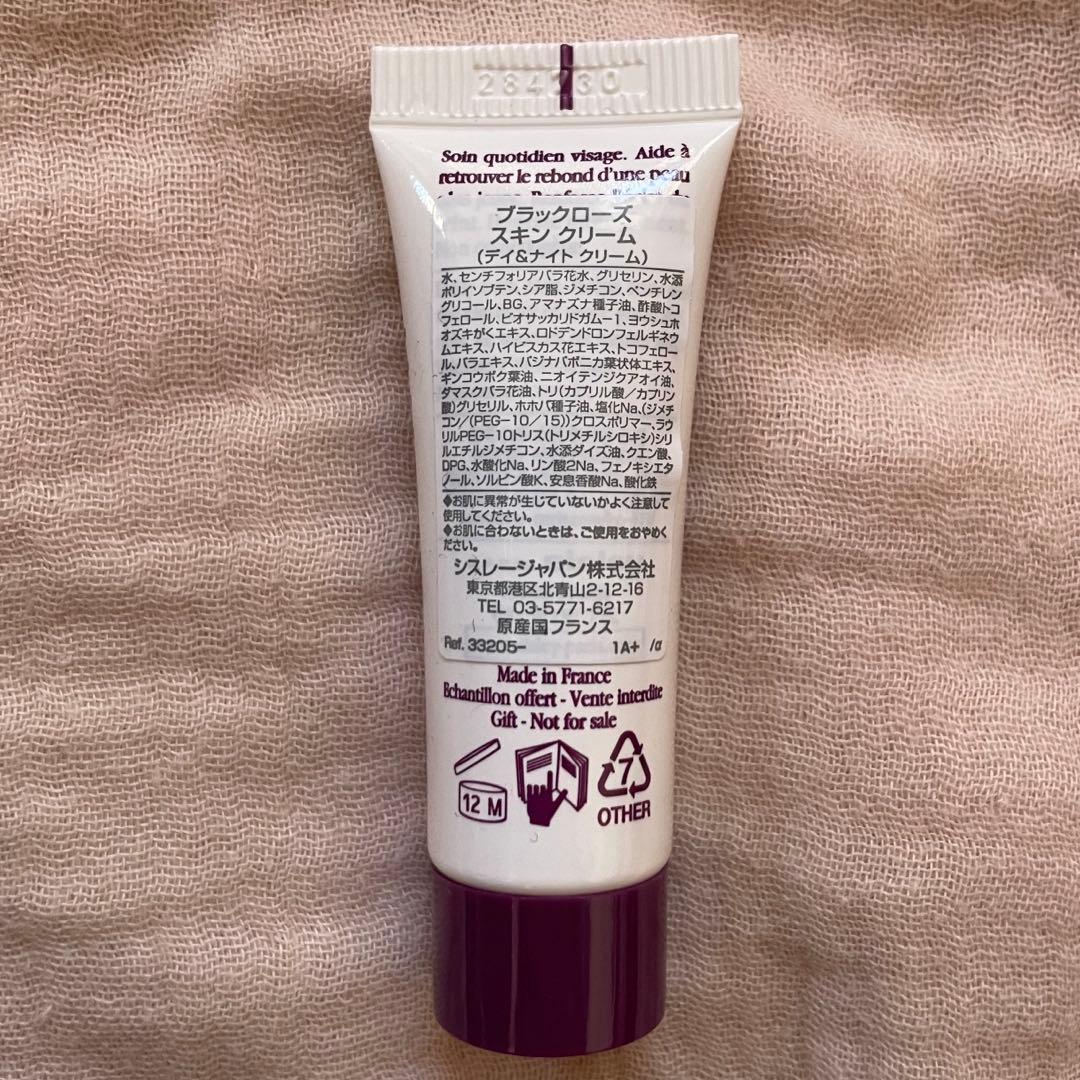 284730
Soin quotidien visage. Aide à
retrouver le rebond d'une peau
ブラックローズ
スキン クリーム
(デイ&ナイト クリーム)
水、センチフォリアバラ花水、グリセリン、水添
ポリイソブテン、シア脂、ジメチコン、ペンチレン
グリコール、BG、アマナズナ種子油、酢酸トコ
フェロール、ビオサッカリドガム-1、ヨウシュホ
オズキがくエキス、ロドデンドロンフェルギネウ
ムエキス、ハイビスカス花エキス、トコフェロー
ル、バラエキス、パジナパボニカ葉状体エキス、
ギンコウボク葉油、ニオイテンジクアオイ油、
ダマスクバラ花油、トリ(カプリル酸/カプリン
酸)グリセリル、ホホバ種子油、塩化Na、(ジメチ
コン/(PEG-10/15))クロスポリマー、ラウ
リルPEG-10トリス(トリメチルシロキシ)シリ
ルエチルジメチコン、水添ダイズ油、クエン酸、
DPG、水酸化Na、リン酸2Na、フェノキシエタ
ノール、ソルビン酸K、安息香酸Na、酸化鉄
◆お肌に異常が生じていないかよく注意して
使用してください。
◆お肌に合わないときは、ご使用をおやめく
ださい。
シスレージャパン株式会社
東京都港区北青山2-12-16
TEL 03-5771-6217
原産国フランス
Ref. 33205- 1A+ /α
Made in France
Echantillon offert - Vente interdite
Gift - Not for sale
12 M
7
OTHER